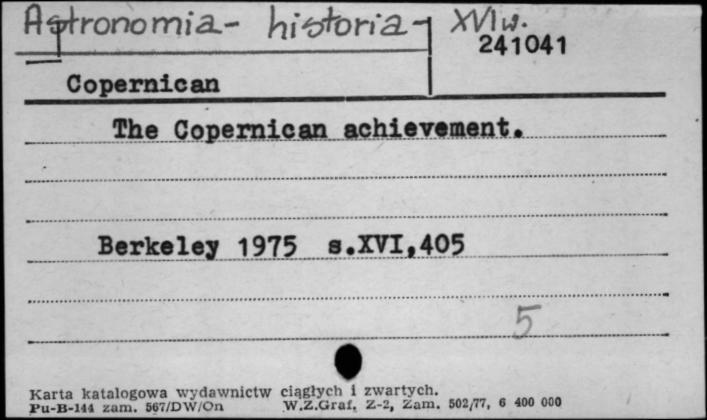 Astronomia - historia - XVI w.
241041
Copernican
The Copernican achievement.
Berkeley 1975 s.XVI,405
5
Karta katalogowa wydawnictw ciągłych i zwartych.
Pu-B-144 zam. 567/DW/On W.Z.Graf. Z-2, Zam. 502/77, 6 400 000